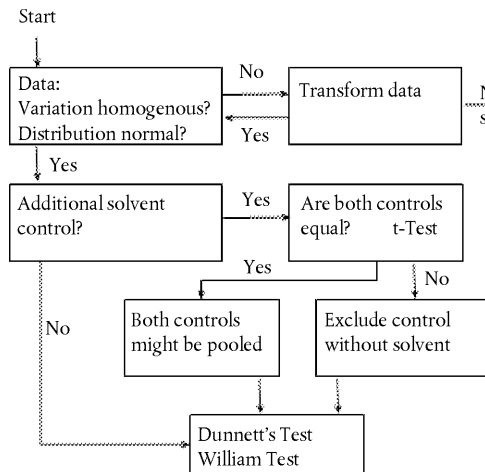 Start
No
Data:
Variation homogenous?
Distribution normal?
Transform data
Yes
Yes
Additional solvent
control?
Yes
Are both controls
equal? t-Test
Yes
No
No
Both controls
might be pooled
Exclude control
without solvent
Dunnett's Test
William Test